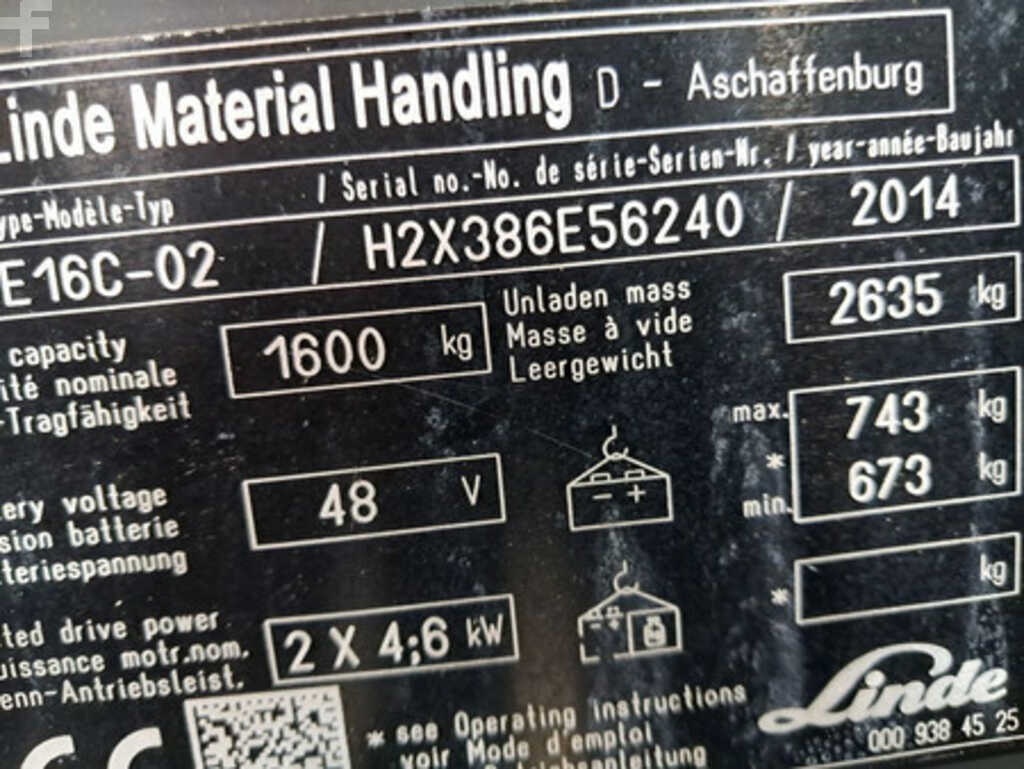 Linde Material Handling D - Aschaffenburg
ype-Modèle-Typ / Serial no.-No. de série-Serien-Nr. / year-année-Baujahr
E16C-02 / H2X386E56240 / 2014
capacity
ité nominale
-Tragfähigkeit
1600 kg
Unladen mass
Masse à vide
Leergewicht
2635 kg
ery voltage
sion batterie
teriespannung
48 V
- +
max. 743 kg
*
min. 673 kg
- +
* kg
ted drive power
uissance motr.nom.
enn-Antriebsleist.
2 X 4;6 kW
* see Operating instructions
voir Mode d'emploi
Betriebsanleitung
Linde
000 938 45 25
CE
f